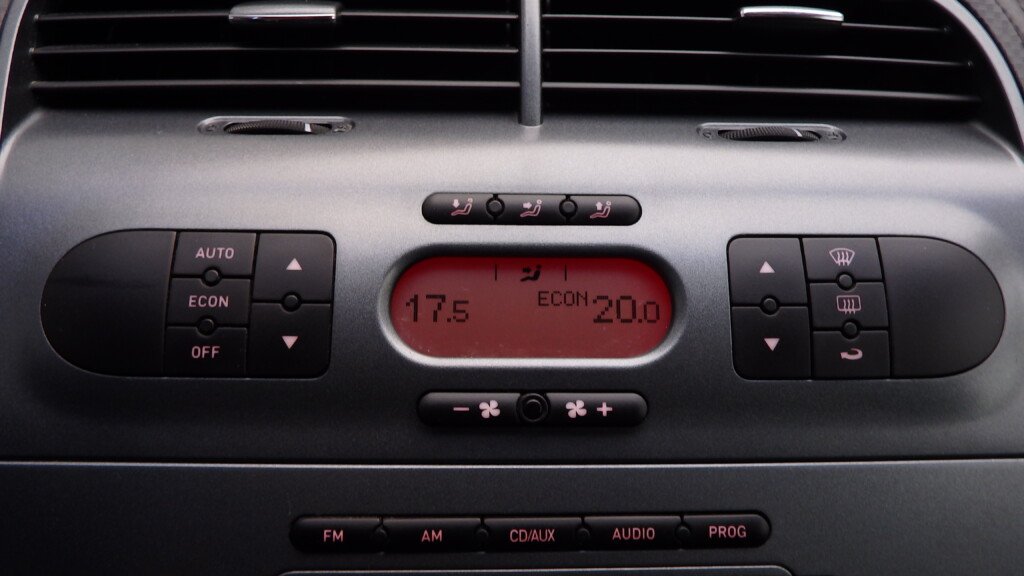 AUTO
ECON
OFF
17.5 ECON 20.0
- +
FM AM CD/AUX AUDIO PROG